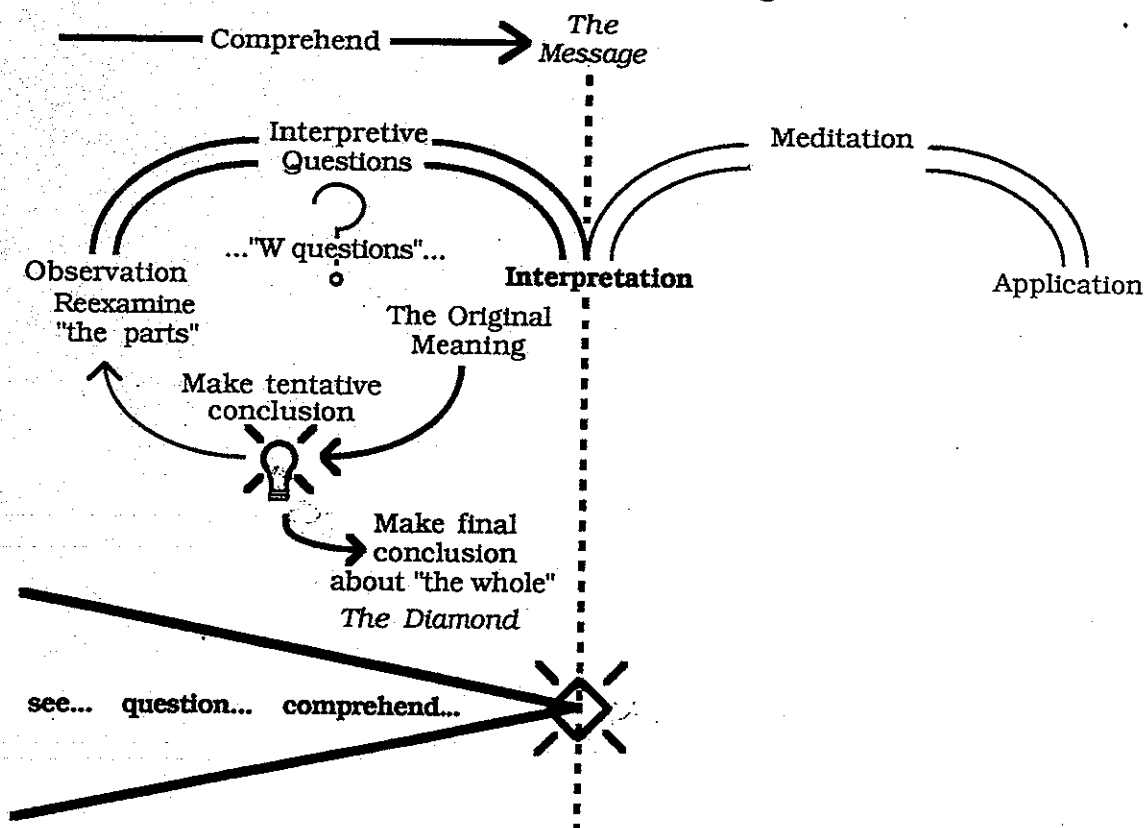 Comprehend
The
Message
Interpretive
Questions
Meditation
?
..."W questions"...
Observation
Reexamine
"the parts"
Interpretation
Application
The Original
Meaning
Make tentative
conclusion
Make final
conclusion
about "the whole"
The Diamond
see... question... comprehend...